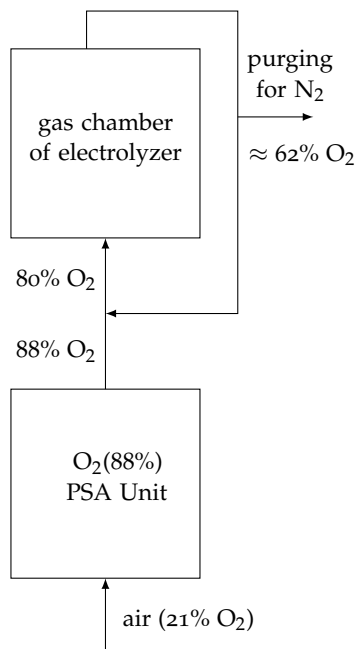 purging
for N₂
gas chamber
of electrolyzer
≈ 62% O₂
80% O₂
88% O₂
O₂(88%)
PSA Unit
air (21% O₂)